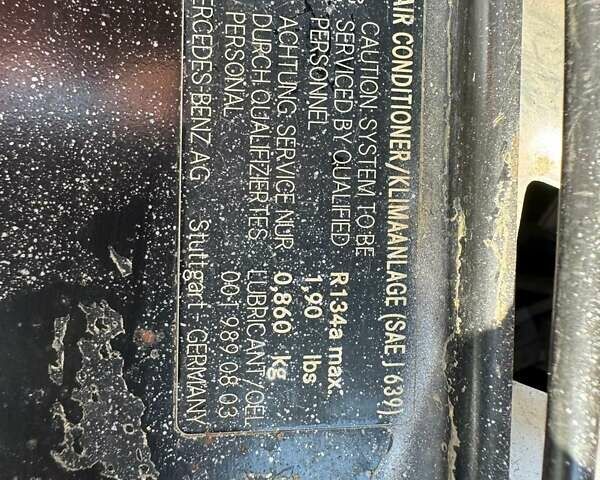 AIR CONDITIONER/KLIMAANLAGE (SAE J 639)
CAUTION SYSTEM TO BE
SERVICED BY QUALIFIED
PERSONNEL
R134a max.
1,90 lbs
0,860 kg
ACHTUNG SERVICE NUR
DURCH QUALIFIZIERTES
PERSONAL
LUBRICANT/OEL
001 989 08 03
MERCEDES-BENZ AG Stuttgart - GERMANY